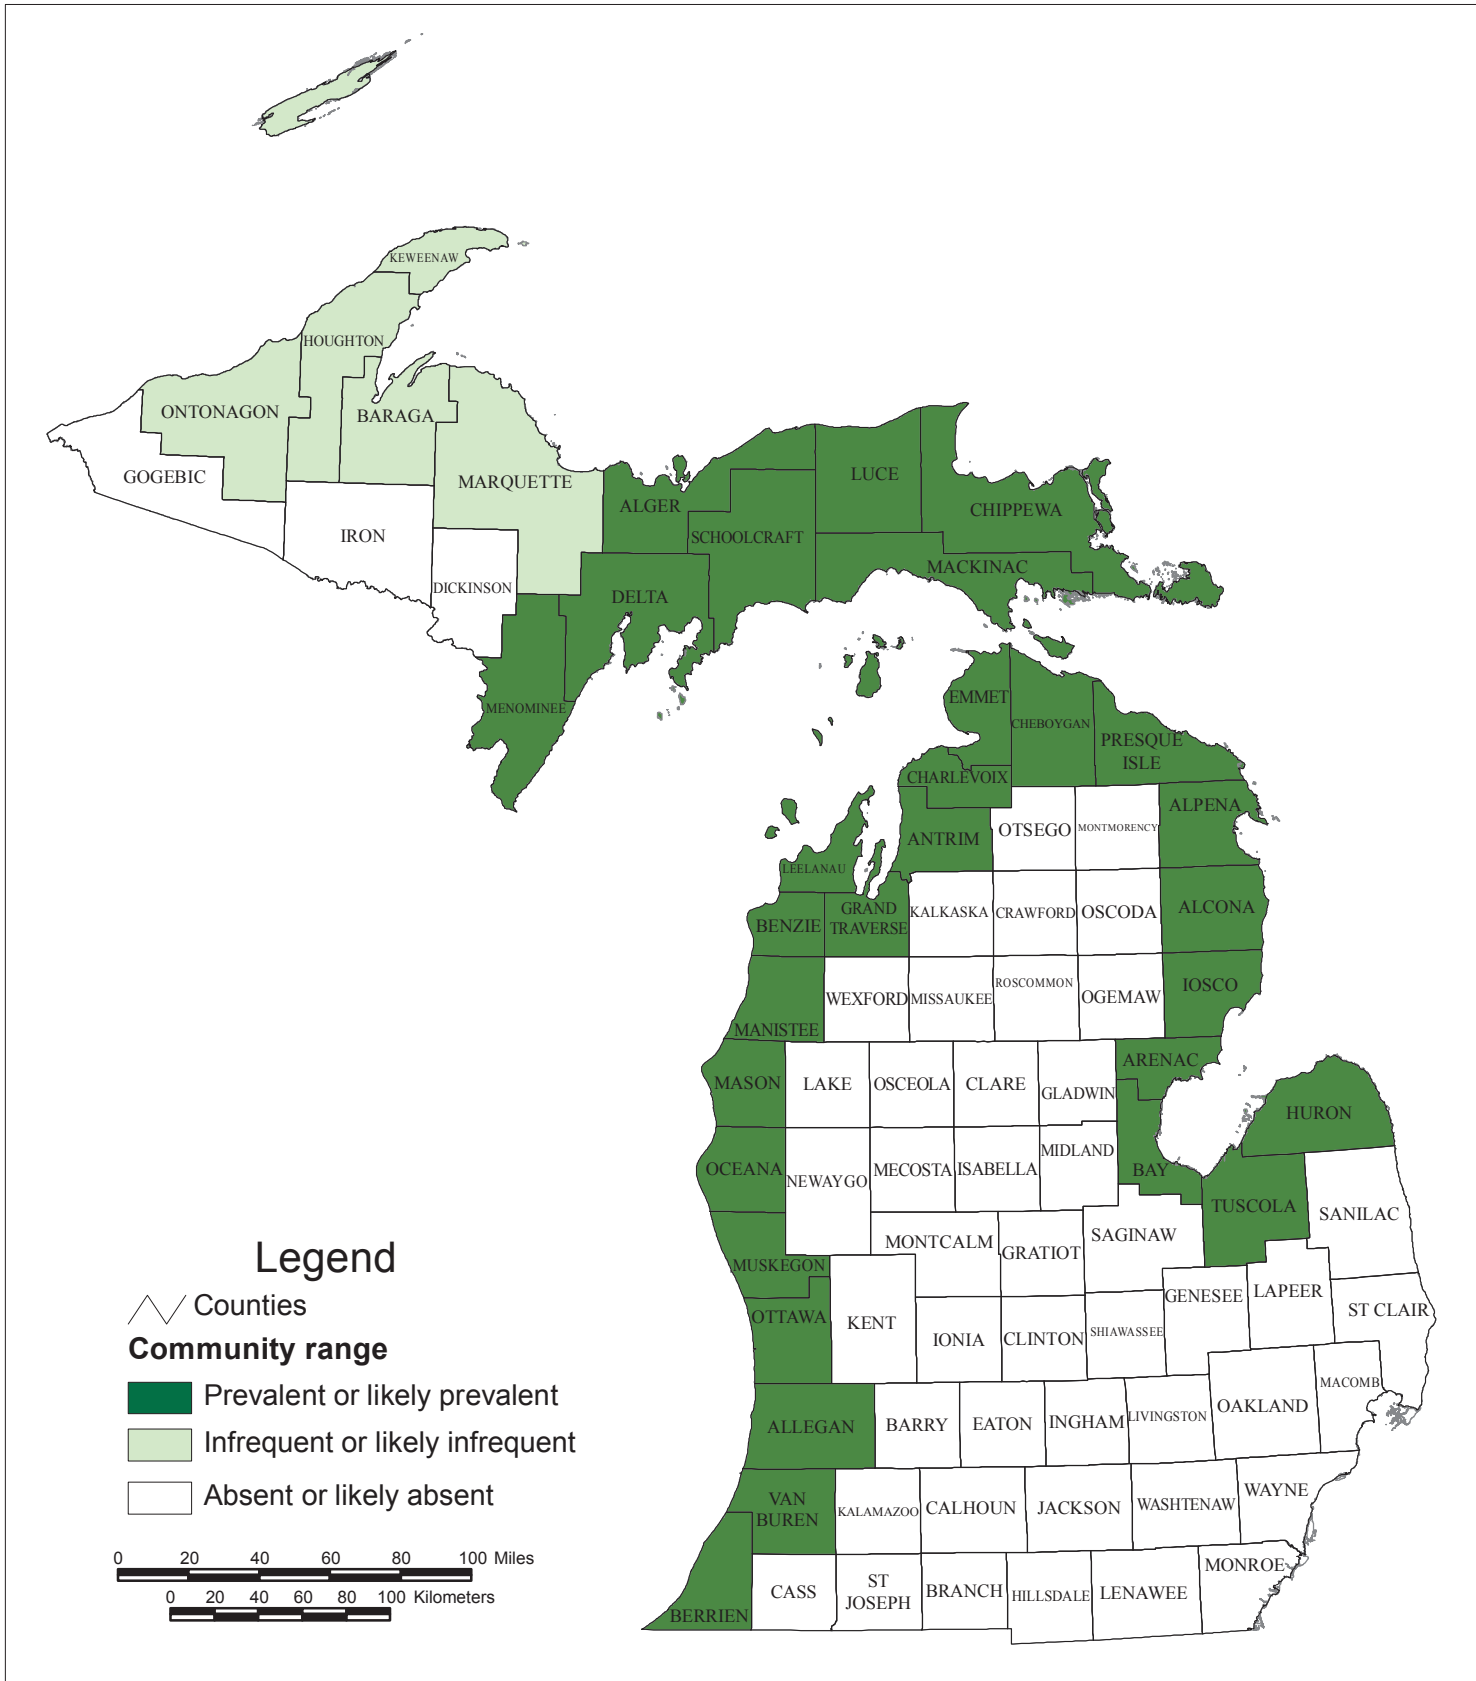 KEWEENAW
HOUGHTON
ONTONAGON
BARAGA
GOGEBIC
MARQUETTE
LUCE
ALGER
CHIPPEWA
IRON
SCHOOLCRAFT
MACKINAC
DICKINSON
DELTA
EMMET
MENOMINEE
CHEBOYGAN
PRESQUE
ISLE
CHARLEVOIX
ALPENA
OTSEGO
MONTMORENCY
ANTRIM
LEELANAU
GRAND
TRAVERSE
KALKASKA
CRAWFORD
OSCODA
ALCONA
BENZIE
WEXFORD
MISSAUKEE
ROSCOMMON
OGEMAW
IOSCO
MANISTEE
ARENAC
MASON
LAKE
OSCEOLA
CLARE
GLADWIN
HURON
OCEANA
NEWAYGO
MECOSTA
ISABELLA
MIDLAND
BAY
TUSCOLA
SANILAC
MONTCALM
GRATIOT
SAGINAW
MUSKEGON
GENESEE
LAPEER
ST CLAIR
OTTAWA
KENT
IONIA
CLINTON
SHIAWASSEE
MACOMB
ALLEGAN
BARRY
EATON
INGHAM
LIVINGSTON
OAKLAND
VAN
BUREN
KALAMAZOO
CALHOUN
JACKSON
WASHTENAW
WAYNE
BERRIEN
CASS
ST
JOSEPH
BRANCH
HILLSDALE
LENAWEE
MONROE
Legend
Counties
Community range
Prevalent or likely prevalent
Infrequent or likely infrequent
Absent or likely absent
0 20 40 60 80 100 Miles
0 20 40 60 80 100 Kilometers